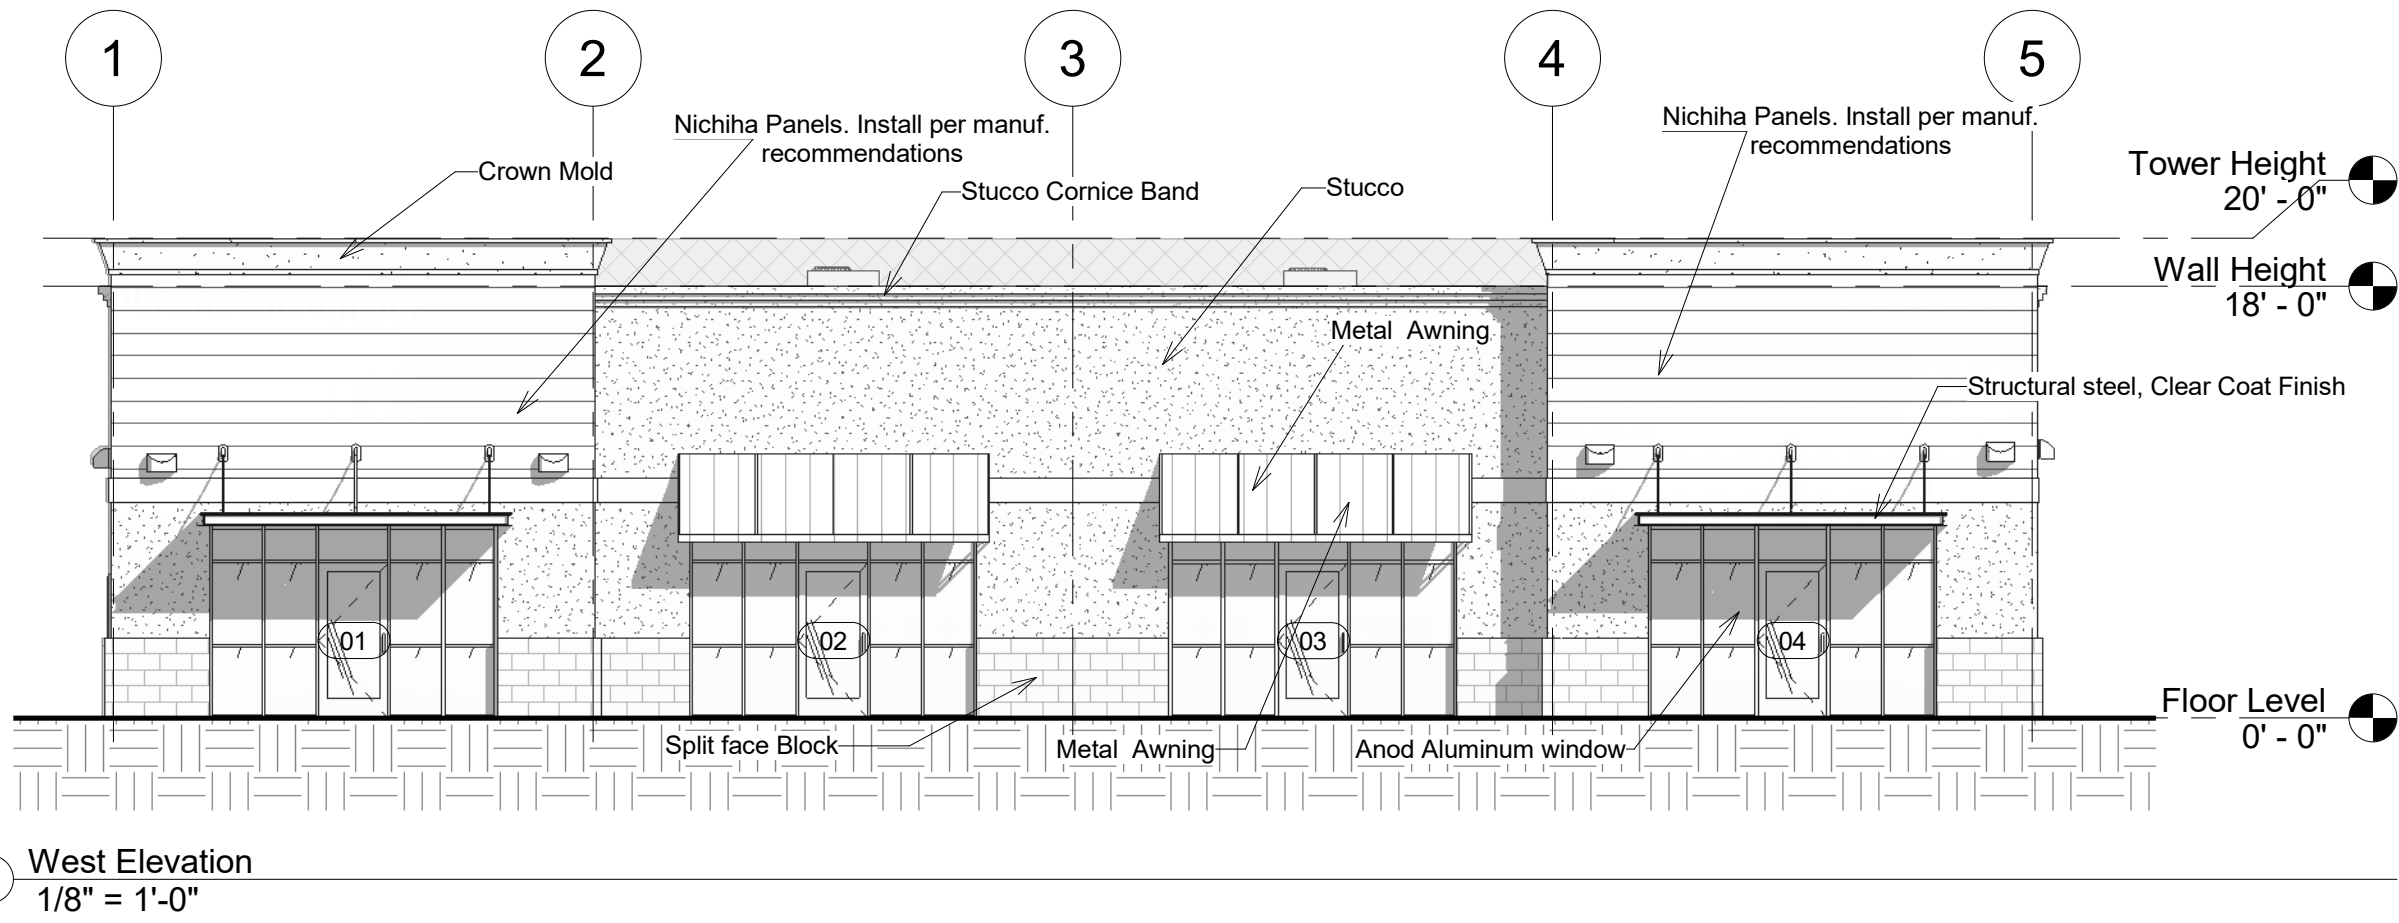 1
2
3
4
5
Nichiha Panels. Install per manuf.
recommendations
Nichiha Panels. Install per manuf.
recommendations
Crown Mold
Stucco Cornice Band
Stucco
Tower Height
20' - 0"
Wall Height
18' - 0"
Metal Awning
Structural steel, Clear Coat Finish
01
02
03
04
Floor Level
0' - 0"
Split face Block
Metal Awning
Anod Aluminum window
West Elevation
1/8" = 1'-0"